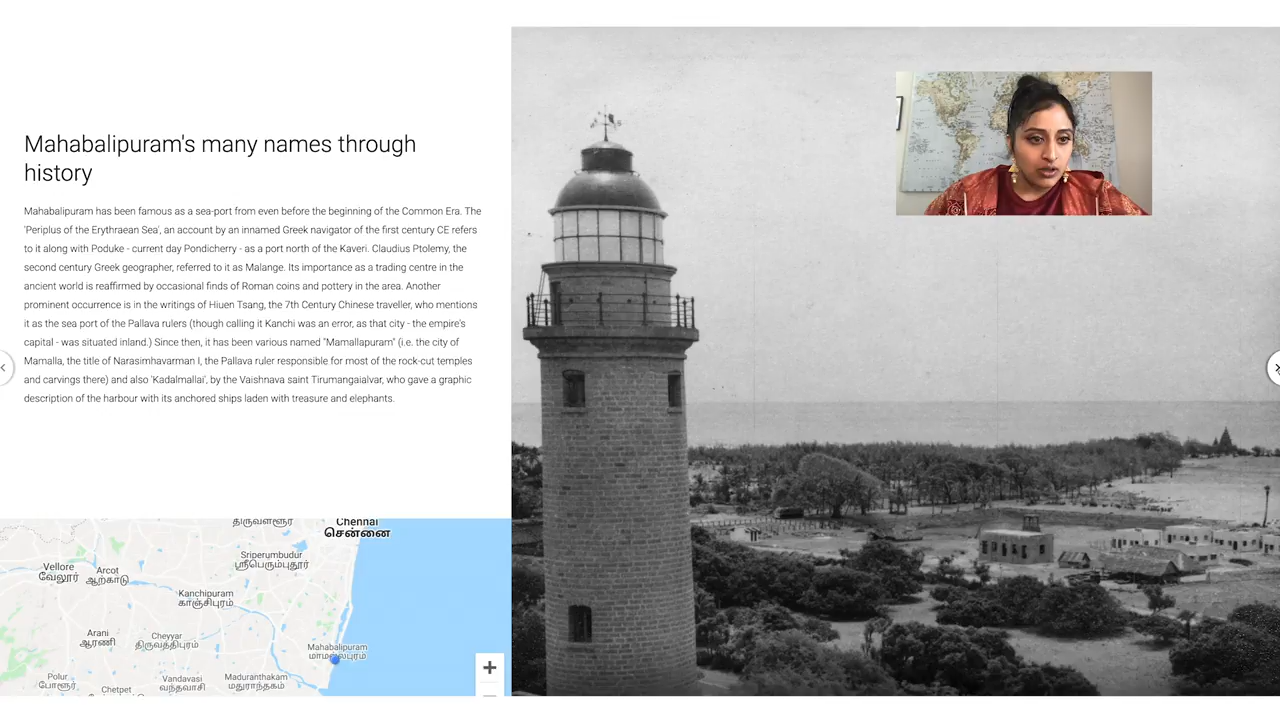 Mahabalipuram's many names through
history
Mahabalipuram has been famous as a sea-port from even before the beginning of the Common Era. The
'Periplus of the Erythraean Sea', an account by an innamed Greek navigator of the first century CE refers
to it along with Poduke - current day Pondicherry - as a port north of the Kaveri. Claudius Ptolemy, the
second century Greek geographer, referred to it as Malange. Its importance as a trading centre in the
ancient world is reaffirmed by occasional finds of Roman coins and pottery in the area. Another
prominent occurrence is in the writings of Hiuen Tsang, the 7th Century Chinese traveller, who mentions
it as the sea port of the Pallava rulers (though calling it Kanchi was an error, as that city - the empire's
capital - was situated inland.) Since then, it has been various named "Mamallapuram" (i.e. the city of
Mamalla, the title of Narasimhavarman I, the Pallava ruler responsible for most of the rock-cut temples
and carvings there) and also 'Kadalmallai', by the Vaishnava saint Tirumangaialvar, who gave a graphic
description of the harbour with its anchored ships laden with treasure and elephants.
திருவள்ளூர்
Chennai
சென்னை
Sriperumbudur
ஸ்ரீபெரும்புதூர்
Vellore
வேலூர்
Arcot
ஆற்காடு
Kanchipuram
காஞ்சிபுரம்
Arani
ஆரணி
Cheyyar
செய்யாத்திபுரம்
Mahabalipuram
மாமல்லபுரம்
Polur
போளூர்
Chetpet
Vandavasi
வந்தவாசி
Maduranthakam
மதுராந்தகம்
+